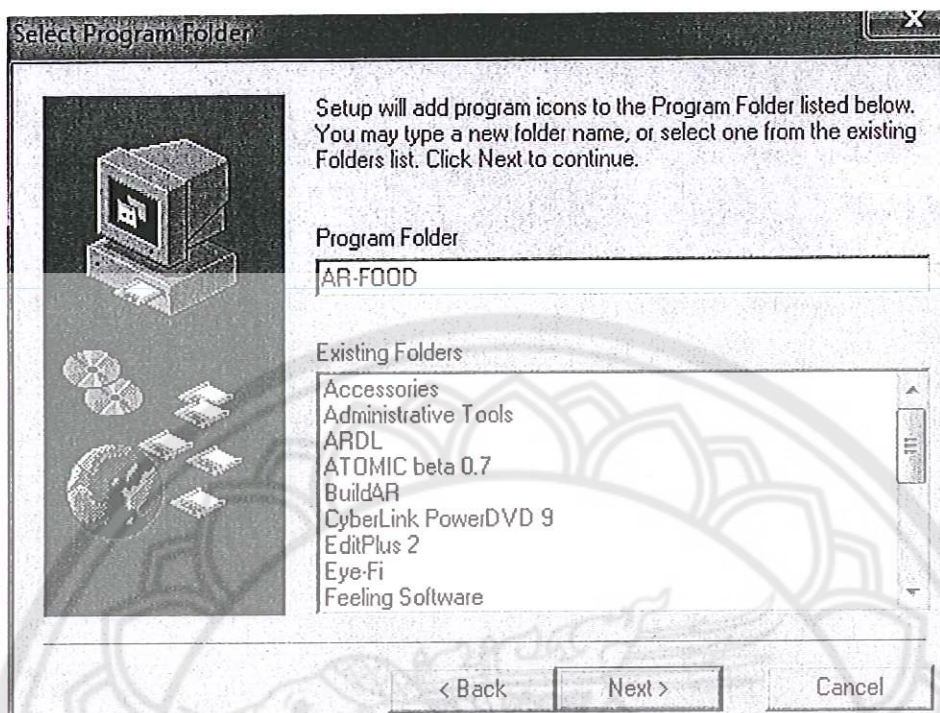 Select Program Folder
X
Setup will add program icons to the Program Folder listed below.
You may type a new folder name, or select one from the existing
Folders list. Click Next to continue.
Program Folder
AR-FOOD
Existing Folders
Accessories
Administrative Tools
ARDL
ATOMIC beta 0.7
BuildAR
CyberLink PowerDVD 9
EditPlus 2
Eye-Fi
Feeling Software
< Back Next > Cancel